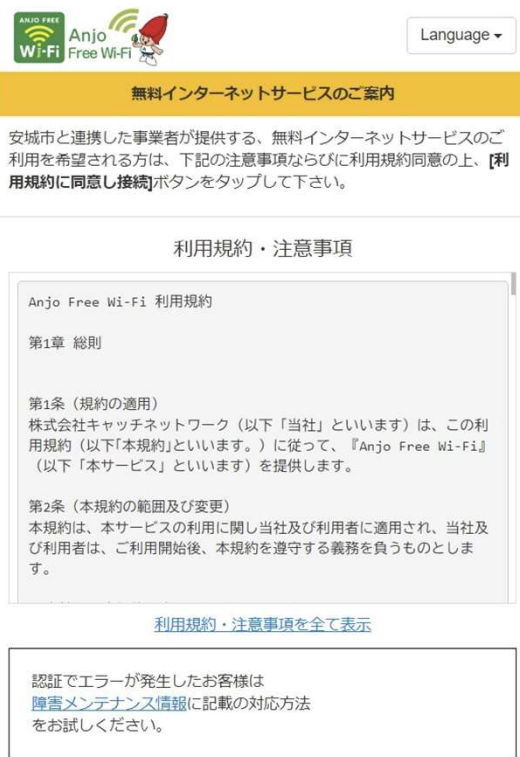 ANJO FREE
Wi-Fi
Anjo
Free Wi-Fi
Language
無料インターネットサービスのご案内
安城市と連携した事業者が提供する、無料インターネットサービスのご
利用を希望される方は、下記の注意事項ならびに利用規約同意の上、[利
用規約に同意し接続]ボタンをタップして下さい。
利用規約・注意事項
Anjo Free Wi-Fi 利用規約
第1章 総則
第1条（規約の適用）
株式会社キャッチネットワーク（以下「当社」といいます）は、この利
用規約（以下｢本規約｣といいます。）に従って、『Anjo Free Wi-Fi』
（以下「本サービス」といいます）を提供します。
第2条（本規約の範囲及び変更）
本規約は、本サービスの利用に関し当社及び利用者に適用され、当社及
び利用者は、ご利用開始後、本規約を遵守する義務を負うものとしま
す。
利用規約・注意事項を全て表示
認証でエラーが発生したお客様は
障害メンテナンス情報に記載の対応方法
をお試しください。